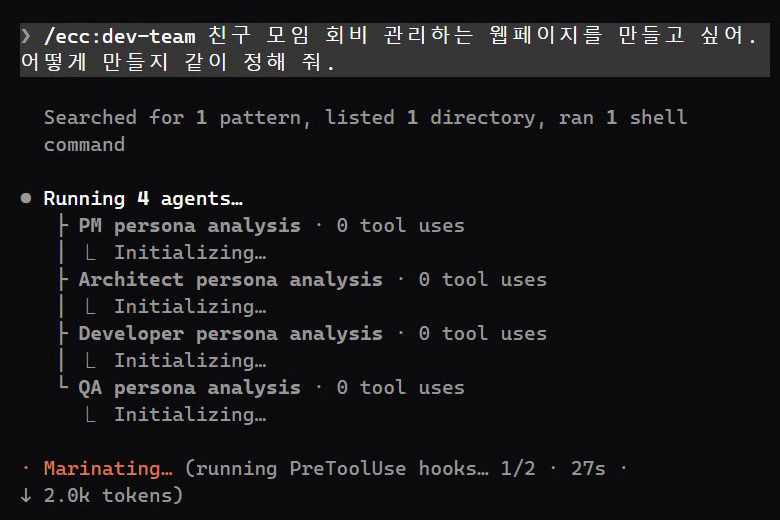 ❯ /ecc:dev-team 친구 모임 회비 관리하는 웹페이지를 만들고 싶어.
어떻게 만들지 같이 정해 줘.
Searched for 1 pattern, listed 1 directory, ran 1 shell
command
● Running 4 agents…
├ PM persona analysis · 0 tool uses
│ ⎿ Initializing…
├ Architect persona analysis · 0 tool uses
│ ⎿ Initializing…
├ Developer persona analysis · 0 tool uses
│ ⎿ Initializing…
└ QA persona analysis · 0 tool uses
⎿ Initializing…
· Marinating… (running PreToolUse hooks… 1/2 · 27s ·
↓ 2.0k tokens)